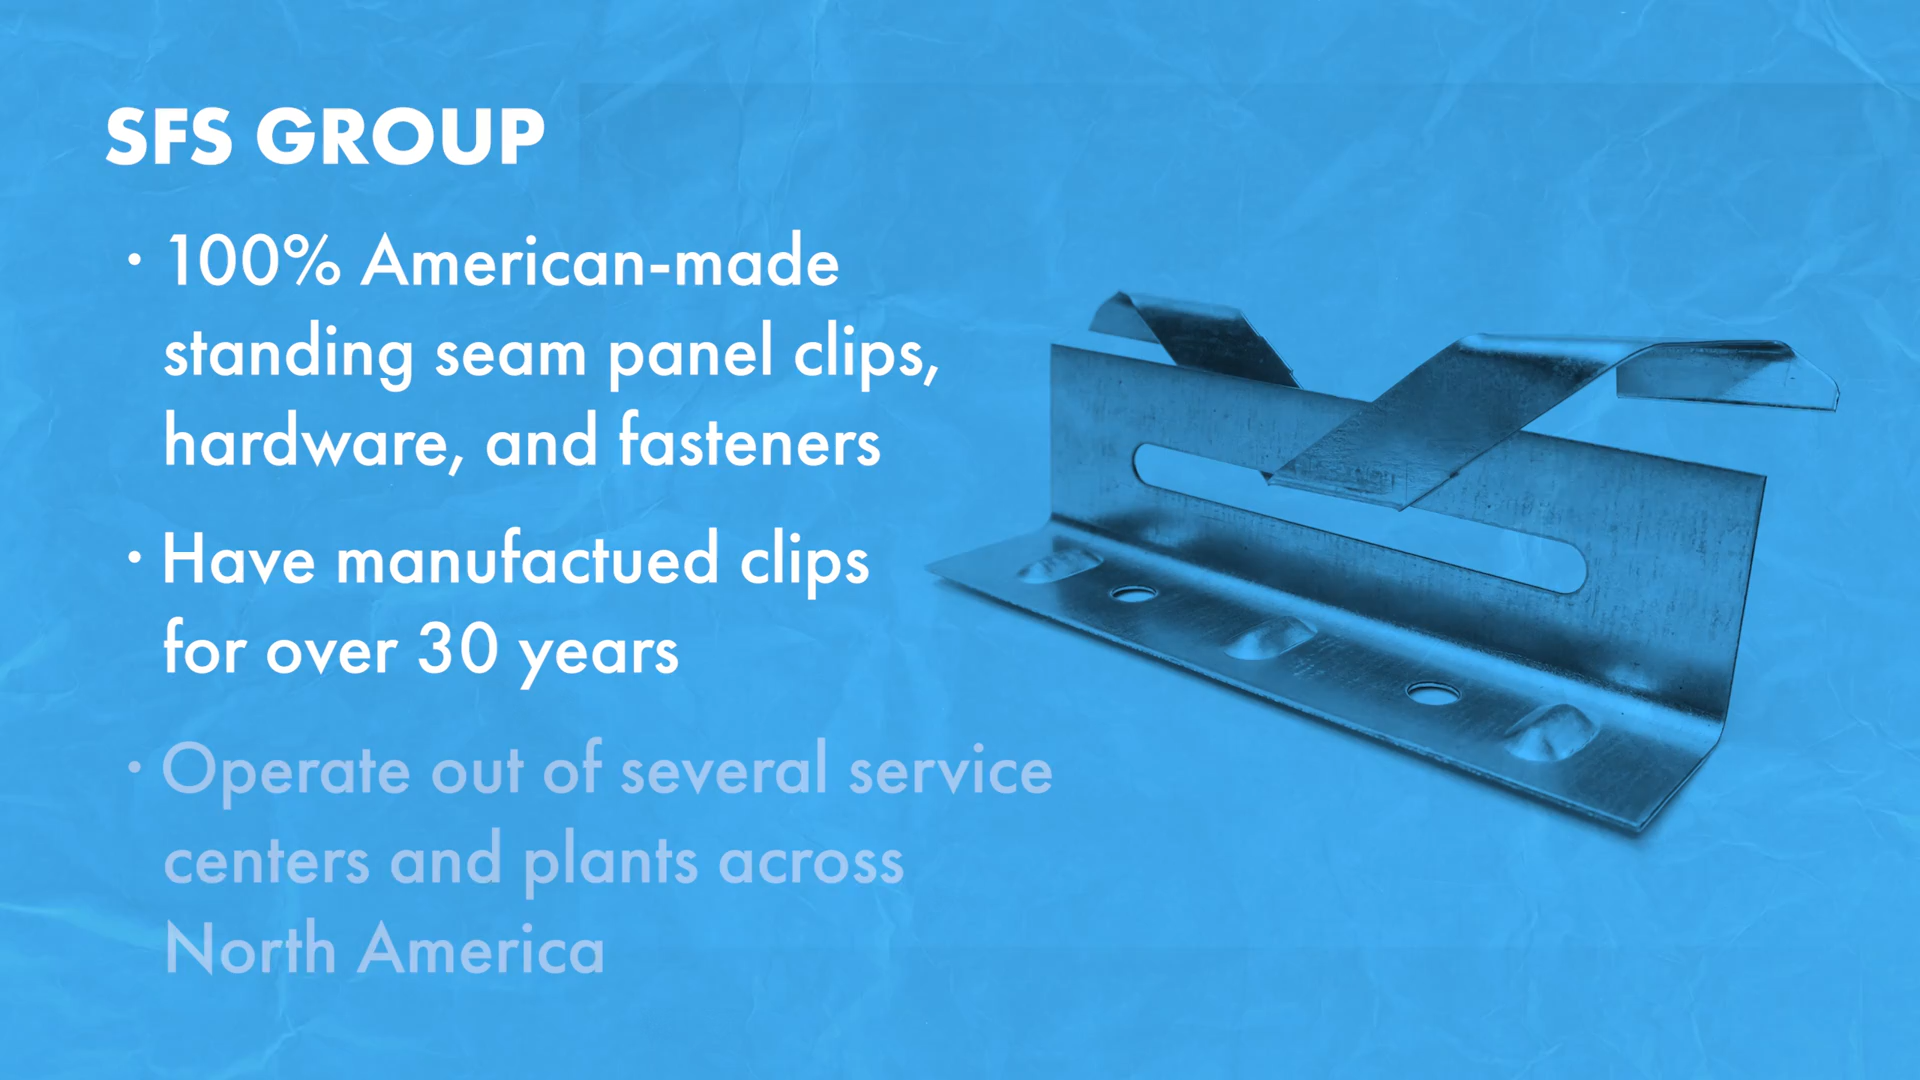 SFS GROUP
· 100% American-made
standing seam panel clips,
hardware, and fasteners
· Have manufactued clips
for over 30 years
· Operate out of several service
centers and plants across
North America